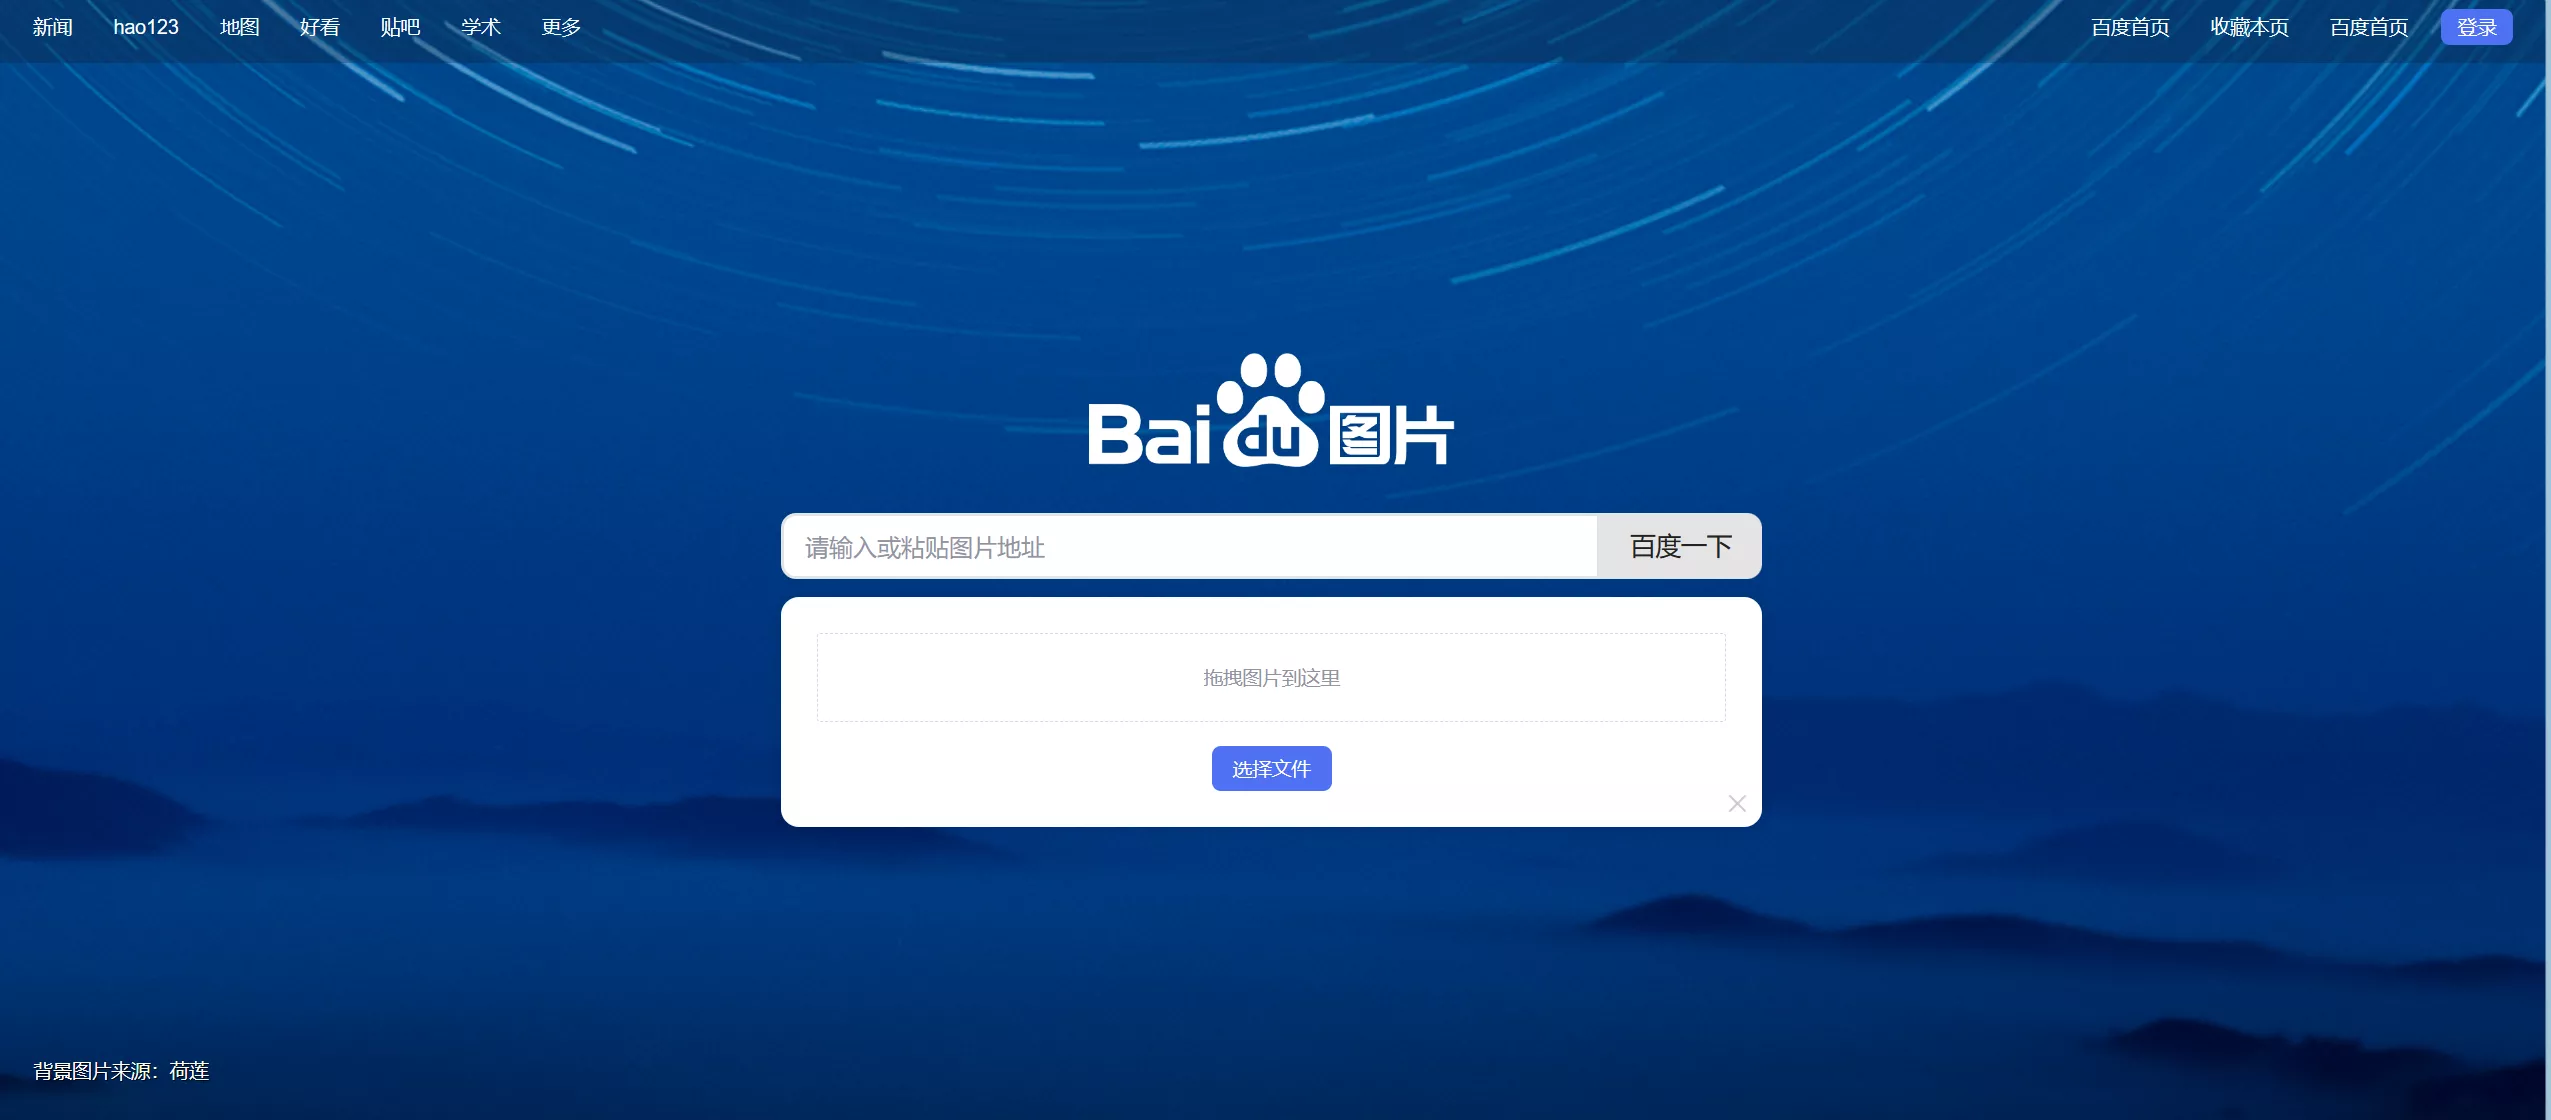 新闻 hao123 地图 好看 贴吧 学术 更多 百度首页 收藏本页 百度首页 登录
Bai du 图片
请输入或粘贴图片地址 百度一下
拖拽图片到这里
选择文件
背景图片来源：荷莲